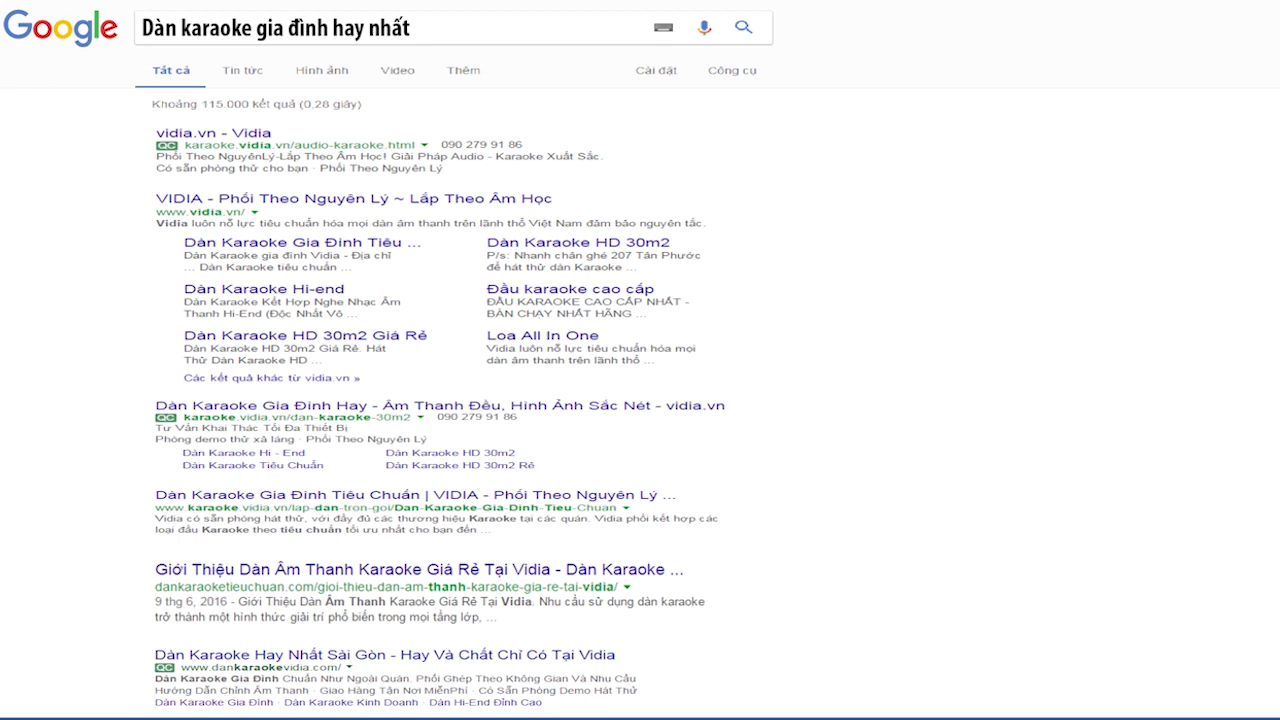 Google
Dàn karaoke gia đình hay nhất
Tất cả Tin tức Hình ảnh Video Thêm Cài đặt Công cụ
Khoảng 115.000 kết quả (0,28 giây)
vidia.vn - Vidia
QC karaoke.vidia.vn/audio-karaoke.html 090 279 91 86
Phối Theo NguyênLý-Lắp Theo Âm Học! Giải Pháp Audio - Karaoke Xuất Sắc.
Có sẵn phòng thử cho bạn · Phối Theo Nguyên Lý
VIDIA - Phối Theo Nguyên Lý ~ Lắp Theo Âm Học
www.vidia.vn/
Vidia luôn nỗ lực tiêu chuẩn hóa mọi dàn âm thanh trên lãnh thổ Việt Nam đảm bảo nguyên tắc.
Dàn Karaoke Gia Đình Tiêu ...
Dàn Karaoke gia đình Vidia - Địa chỉ
... Dàn Karaoke tiêu chuẩn ...
Dàn Karaoke HD 30m2
P/s: Nhanh chân ghé 207 Tân Phước
để hát thử dàn Karaoke ...
Dàn Karaoke Hi-end
Dàn Karaoke Kết Hợp Nghe Nhạc Âm
Thanh Hi-End (Độc Nhất Vô ...
Đầu karaoke cao cấp
ĐẦU KARAOKE CAO CẤP NHẤT -
BÁN CHẠY NHẤT HÃNG ...
Dàn Karaoke HD 30m2 Giá Rẻ
Dàn Karaoke HD 30m2 Giá Rẻ. Hát
Thử Dàn Karaoke HD ...
Loa All In One
Vidia luôn nỗ lực tiêu chuẩn hóa mọi
dàn âm thanh trên lãnh thổ ...
Các kết quả khác từ vidia.vn »
Dàn Karaoke Gia Đình Hay - Âm Thanh Đều, Hình Ảnh Sắc Nét - vidia.vn
QC karaoke.vidia.vn/dan-karaoke-30m2 090 279 91 86
Tư Vấn Khai Thác Tối Đa Thiết Bị
Phòng demo thử xả láng · Phối Theo Nguyên Lý
Dàn Karaoke Hi - End Dàn Karaoke HD 30m2
Dàn Karaoke Tiêu Chuẩn Dàn Karaoke HD 30m2 Rẻ
Dàn Karaoke Gia Đình Tiêu Chuẩn | VIDIA - Phối Theo Nguyên Lý ...
www.karaoke.vidia.vn/lap-dan-tron-goi/Dan-Karaoke-Gia-Dinh-Tieu-Chuan
Vidia có sẵn phòng hát thử, với đầy đủ các thương hiệu Karaoke tại các quán. Vidia phối kết hợp các
loại đầu Karaoke theo tiêu chuẩn tối ưu nhất cho bạn đến ...
Giới Thiệu Dàn Âm Thanh Karaoke Giá Rẻ Tại Vidia - Dàn Karaoke ...
dankaraoketieuchuan.com/gioi-thieu-dan-am-thanh-karaoke-gia-re-tai-vidia/
9 thg 6, 2016 - Giới Thiệu Dàn Âm Thanh Karaoke Giá Rẻ Tại Vidia. Nhu cầu sử dụng dàn karaoke
trở thành một hình thức giải trí phổ biến trong mọi tầng lớp, ...
Dàn Karaoke Hay Nhất Sài Gòn - Hay Và Chất Chỉ Có Tại Vidia
QC www.dankaraokevidia.com/
Dàn Karaoke Gia Đình Chuẩn Như Ngoài Quán. Phối Ghép Theo Không Gian Và Nhu Cầu
Hướng Dẫn Chỉnh Âm Thanh · Giao Hàng Tận Nơi MiễnPhí · Có Sẵn Phòng Demo Hát Thử
Dàn Karaoke Gia Đình · Dàn Karaoke Kinh Doanh · Dàn Hi-End Đỉnh Cao